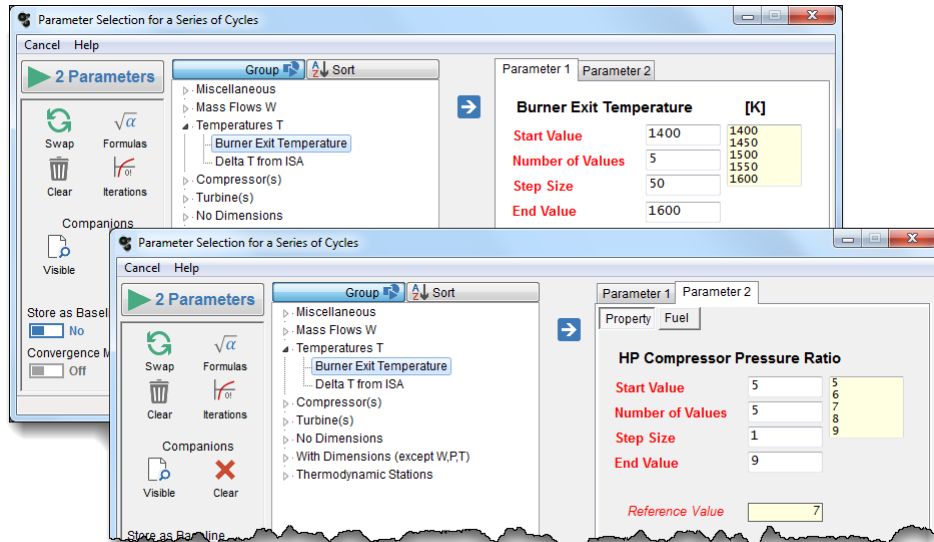 Parameter Selection for a Series of Cycles
Cancel Help
2 Parameters
Swap
√α
Formulas
Clear
0!
Iterations
Companions
Visible
Store as Basel
No
Convergence M
Off
Group
A Z Sort
Miscellaneous
Mass Flows W
Temperatures T
Burner Exit Temperature
Delta T from ISA
Compressor(s)
Turbine(s)
No Dimensions
Parameter 1 Parameter 2
Burner Exit Temperature [K]
Start Value 1400
Number of Values 5
Step Size 50
End Value 1600
1400
1450
1500
1550
1600
Parameter Selection for a Series of Cycles
Cancel Help
2 Parameters
Swap
√α
Formulas
Clear
0!
Iterations
Companions
Visible
Clear
Store as Baseline
Group
A Z Sort
Miscellaneous
Mass Flows W
Temperatures T
Burner Exit Temperature
Delta T from ISA
Compressor(s)
Turbine(s)
No Dimensions
With Dimensions (except W,P,T)
Thermodynamic Stations
Parameter 1 Parameter 2
Property Fuel
HP Compressor Pressure Ratio
Start Value 5
Number of Values 5
Step Size 1
End Value 9
5
6
7
8
9
Reference Value 7